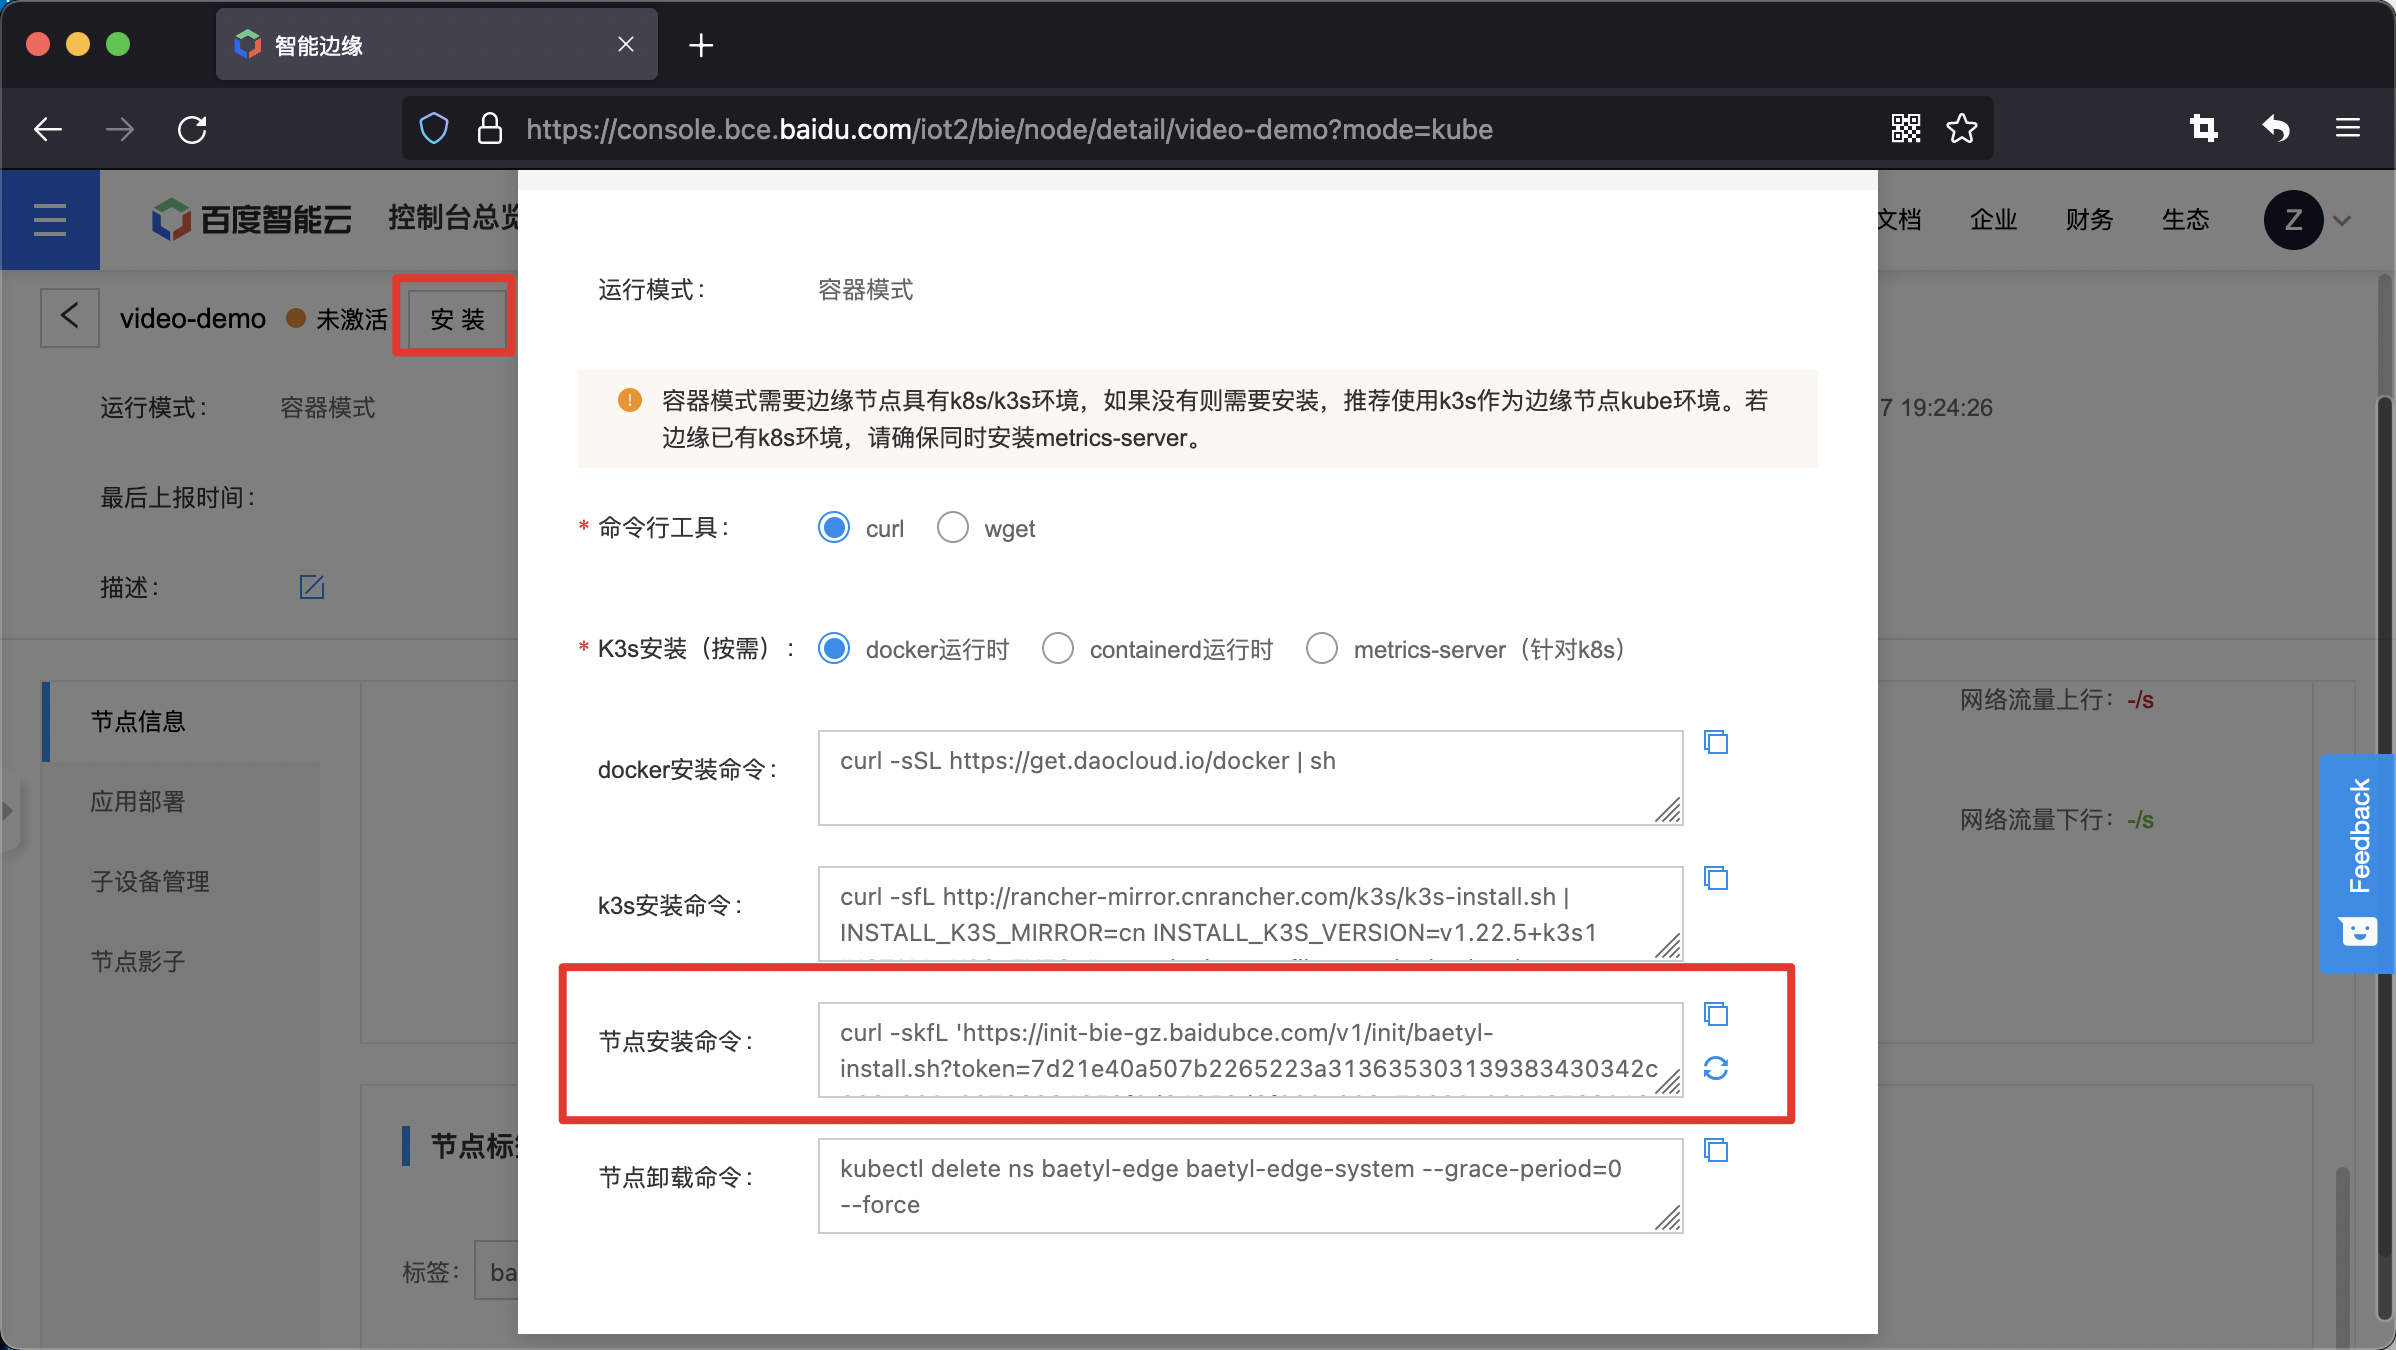 智能边缘
https://console.bce.baidu.com/iot2/bie/node/detail/video-demo?mode=kube
百度智能云
控制台总览
文档
企业
财务
生态
Z
video-demo
未激活
安 装
运行模式：
容器模式
7 19:24:26
最后上报时间：
描述：
节点信息
应用部署
子设备管理
节点影子
节点标
标签：
ba
网络流量上行：-/s
网络流量下行：-/s
Feedback
运行模式：
容器模式
容器模式需要边缘节点具有k8s/k3s环境，如果没有则需要安装，推荐使用k3s作为边缘节点kube环境。若
边缘已有k8s环境，请确保同时安装metrics-server。
* 命令行工具：
curl
wget
* K3s安装（按需）：
docker运行时
containerd运行时
metrics-server（针对k8s）
docker安装命令：
curl -sSL https://get.daocloud.io/docker | sh
k3s安装命令：
curl -sfL http://rancher-mirror.cnrancher.com/k3s/k3s-install.sh |
INSTALL_K3S_MIRROR=cn INSTALL_K3S_VERSION=v1.22.5+k3s1
节点安装命令：
curl -skfL 'https://init-bie-gz.baidubce.com/v1/init/baetyl-
install.sh?token=7d21e40a507b2265223a313635303139383430342c
节点卸载命令：
kubectl delete ns baetyl-edge baetyl-edge-system --grace-period=0
--force